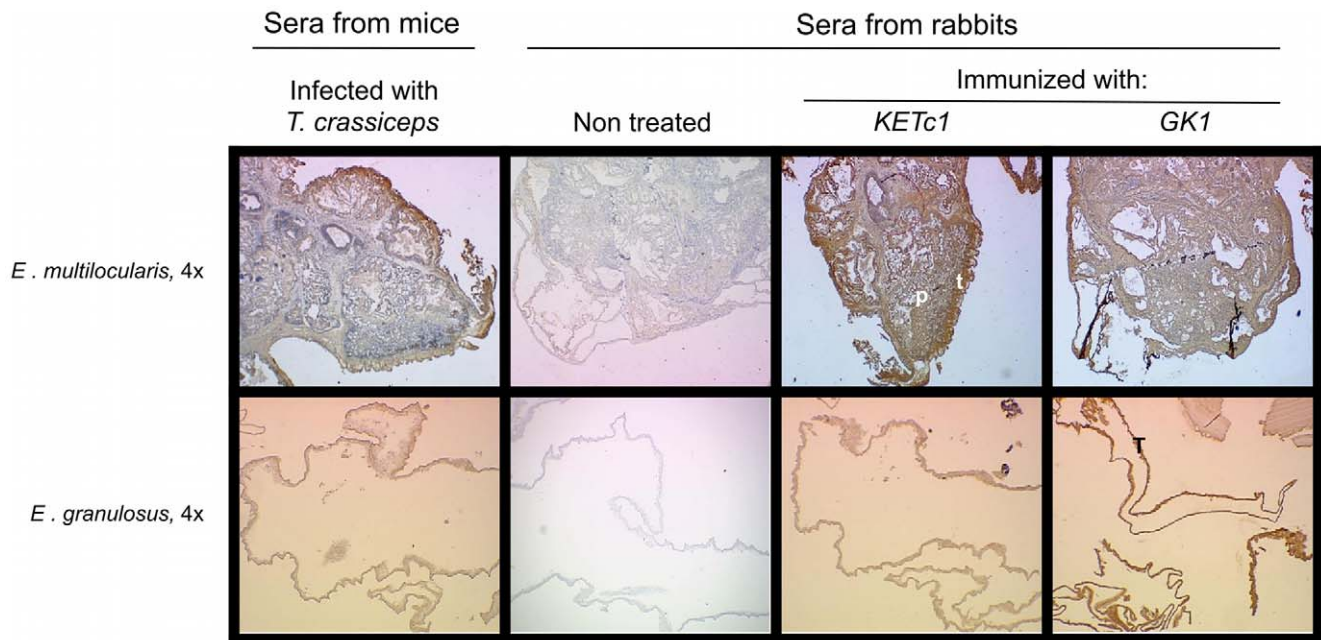 Sera from mice
Sera from rabbits
Infected with
T. crassiceps
Non treated
Immunized with:
KETc1
GK1
E . multilocularis, 4x
p
t
E . granulosus, 4x
T